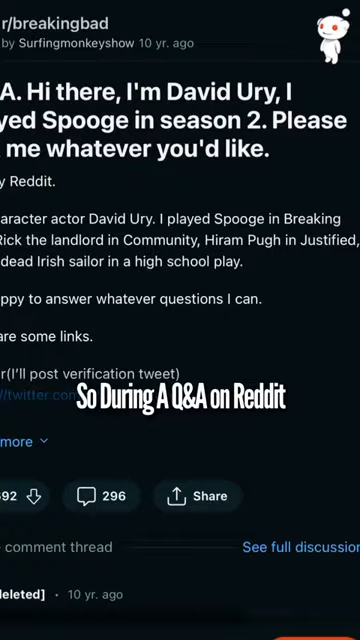 r/breakingbad
by Surfingmonkeyshow 10 yr. ago
A. Hi there, I'm David Ury, I
yed Spooge in season 2. Please
me whatever you'd like.
y Reddit.
aracter actor David Ury. I played Spooge in Breaking
Rick the landlord in Community, Hiram Pugh in Justified,
dead Irish sailor in a high school play.
ppy to answer whatever questions I can.
are some links.
r(I'll post verification tweet)
//twitter.com
So During A Q&A on Reddit
more
592
296
Share
comment thread
See full discussion
deleted] • 10 yr. ago